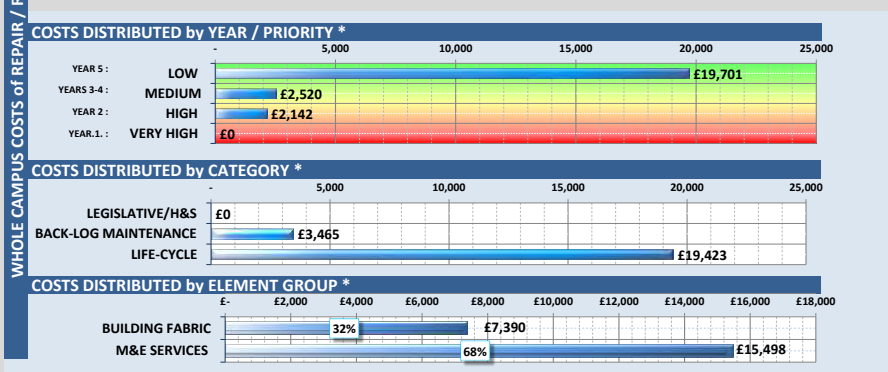 WHOLE CAMPUS COSTS of REPAIR /
COSTS DISTRIBUTED by YEAR / PRIORITY *
- 5,000 10,000 15,000 20,000 25,000
YEAR 5 : LOW £19,701
YEARS 3-4 : MEDIUM £2,520
YEAR 2 : HIGH £2,142
YEAR.1. : VERY HIGH £0
COSTS DISTRIBUTED by CATEGORY *
- 5,000 10,000 15,000 20,000 25,000
LEGISLATIVE/H&S £0
BACK-LOG MAINTENANCE £3,465
LIFE-CYCLE £19,423
COSTS DISTRIBUTED by ELEMENT GROUP *
£- £2,000 £4,000 £6,000 £8,000 £10,000 £12,000 £14,000 £16,000 £18,000
BUILDING FABRIC 32% £7,390
M&E SERVICES 68% £15,498